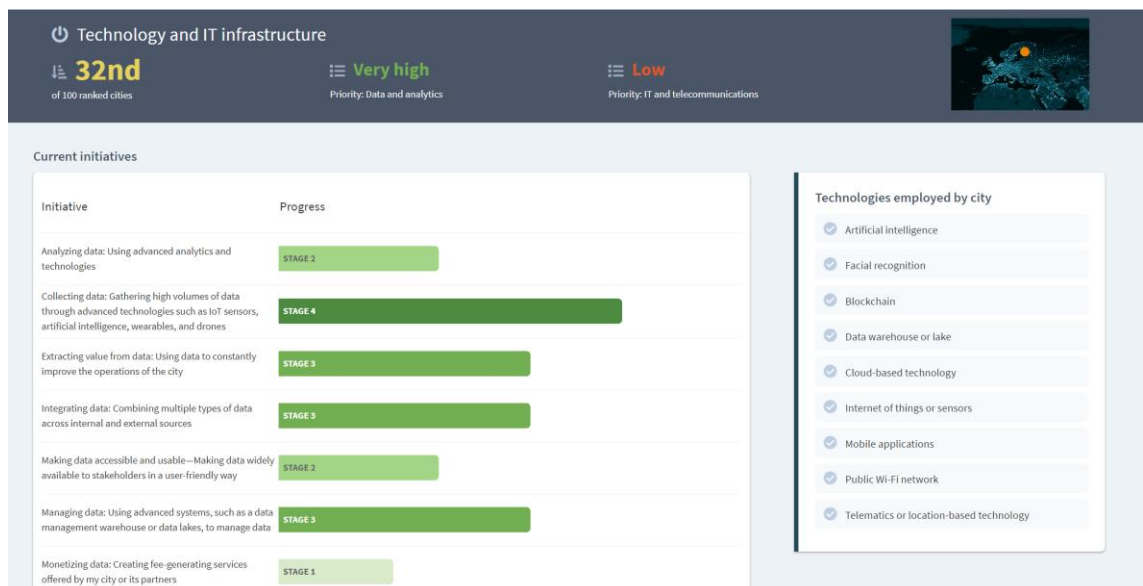 Technology and IT infrastructure
32nd
of 100 ranked cities
Very high
Priority: Data and analytics
Low
Priority: IT and telecommunications
Current initiatives
Initiative
Progress
Analyzing data: Using advanced analytics and
technologies
STAGE 2
Collecting data: Gathering high volumes of data
through advanced technologies such as IoT sensors,
artificial intelligence, wearables, and drones
STAGE 4
Extracting value from data: Using data to constantly
improve the operations of the city
STAGE 3
Integrating data: Combining multiple types of data
across internal and external sources
STAGE 3
Making data accessible and usable—Making data widely
available to stakeholders in a user-friendly way
STAGE 2
Managing data: Using advanced systems, such as a data
management warehouse or data lakes, to manage data
STAGE 3
Monetizing data: Creating fee-generating services
offered by my city or its partners
STAGE 1
Technologies employed by city
Artificial intelligence
Facial recognition
Blockchain
Data warehouse or lake
Cloud-based technology
Internet of things or sensors
Mobile applications
Public Wi-Fi network
Telematics or location-based technology